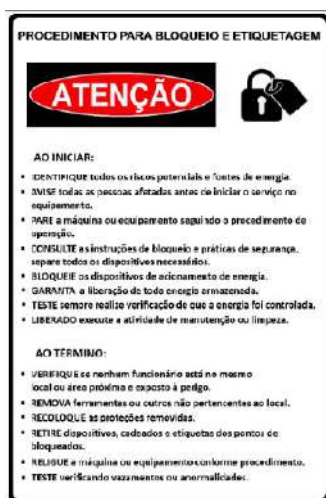 PROCEDIMENTO PARA BLOQUEIO E ETIQUETAGEM
ATENÇÃO
AO INICIAR:
• IDENTIFIQUE todos os riscos potenciais e fontes de energia.
• AVISE todas as pessoas afetadas antes de iniciar o serviço no
equipamento.
• PARE a máquina ou equipamento seguindo o procedimento de
operação.
• CONSULTE as instruções de bloqueio e práticas de segurança,
separe todos os dispositivos necessários.
• BLOQUEIE os dispositivos de acionamento de energia.
• GARANTA a liberação de toda energia armazenada.
• TESTE sempre realize verificação de que a energia foi controlada.
• LIBERADO execute a atividade de manutenção ou limpeza.
AO TÉRMINO:
• VERIFIQUE se nenhum funcionário está no mesmo
local ou área próxima e exposto à perigo.
• REMOVA ferramentas ou outros não pertencentes ao local.
• RECOLOQUE as proteções removidas.
• RETIRE dispositivos, cadeados e etiquetas dos pontos de
bloqueados.
• RELIGUE a máquina ou equipamento conforme procedimento.
• TESTE verificando vazamentos ou anormalidades.